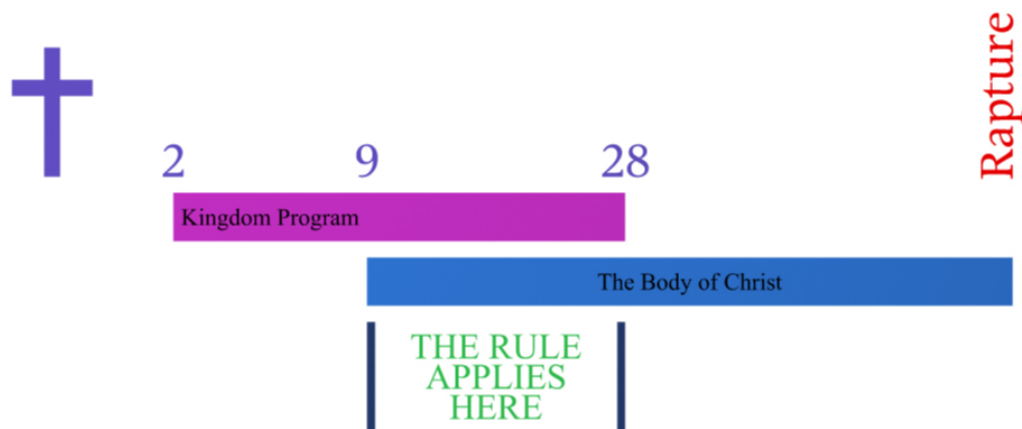 Rapture
2 9 28
Kingdom Program
The Body of Christ
THE RULE
APPLIES
HERE